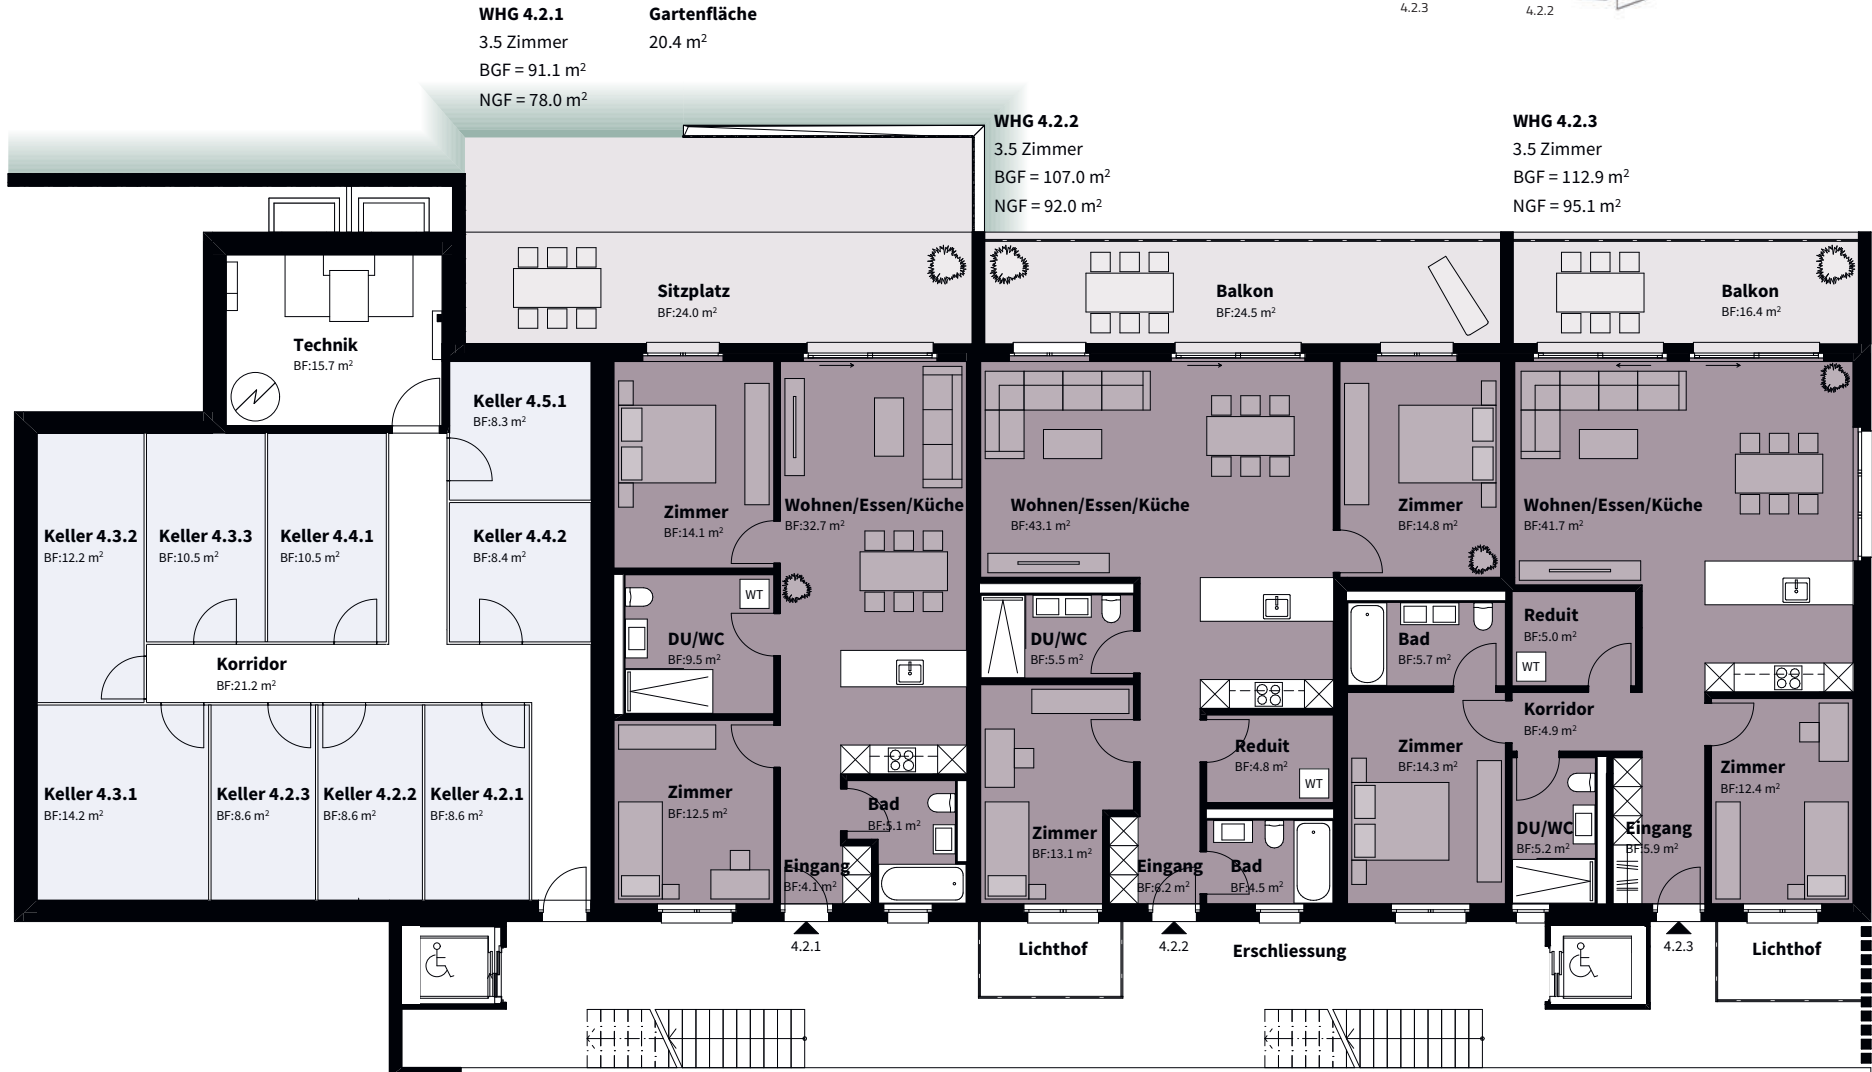 WHG 4.2.1
3.5 Zimmer
BGF = 91.1 m²
NGF = 78.0 m²
Gartenfläche
20.4 m²
4.2.3
4.2.2
WHG 4.2.2
3.5 Zimmer
BGF = 107.0 m²
NGF = 92.0 m²
WHG 4.2.3
3.5 Zimmer
BGF = 112.9 m²
NGF = 95.1 m²
Sitzplatz
BF:24.0 m²
Balkon
BF:24.5 m²
Balkon
BF:16.4 m²
Technik
BF:15.7 m²
Keller 4.5.1
BF:8.3 m²
Keller 4.3.2
BF:12.2 m²
Keller 4.3.3
BF:10.5 m²
Keller 4.4.1
BF:10.5 m²
Keller 4.4.2
BF:8.4 m²
Zimmer
BF:14.1 m²
Wohnen/Essen/Küche
BF:32.7 m²
Wohnen/Essen/Küche
BF:43.1 m²
Zimmer
BF:14.8 m²
Wohnen/Essen/Küche
BF:41.7 m²
WT
DU/WC
BF:9.5 m²
DU/WC
BF:5.5 m²
Bad
BF:5.7 m²
Reduit
BF:5.0 m²
WT
Korridor
BF:21.2 m²
Korridor
BF:4.9 m²
Keller 4.3.1
BF:14.2 m²
Keller 4.2.3
BF:8.6 m²
Keller 4.2.2
BF:8.6 m²
Keller 4.2.1
BF:8.6 m²
Zimmer
BF:12.5 m²
Bad
BF:5.1 m²
Eingang
BF:4.1 m²
Zimmer
BF:13.1 m²
Reduit
BF:4.8 m²
WT
Eingang
BF:6.2 m²
Bad
BF:4.5 m²
Zimmer
BF:14.3 m²
DU/WC
BF:5.2 m²
Eingang
BF:5.9 m²
Zimmer
BF:12.4 m²
4.2.1
Lichthof
4.2.2
Erschliessung
4.2.3
Lichthof